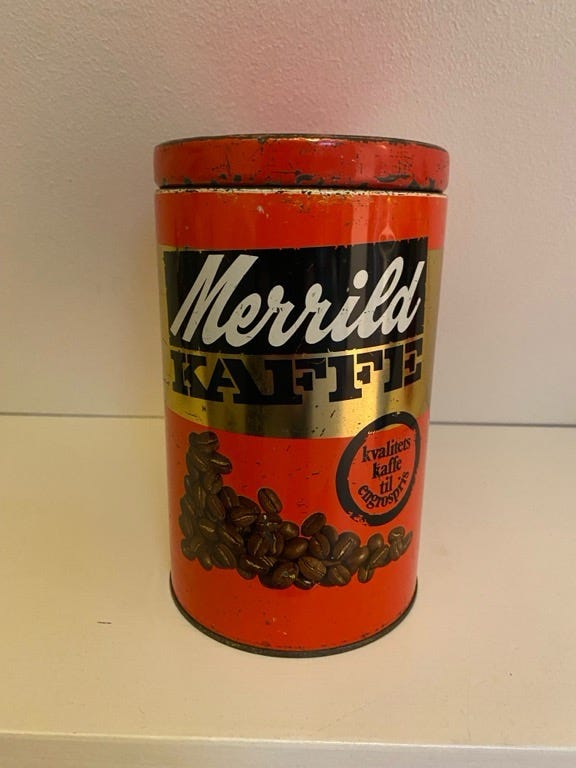 Merrild
KAFFE
kvalitets
kaffe
til
engrospris